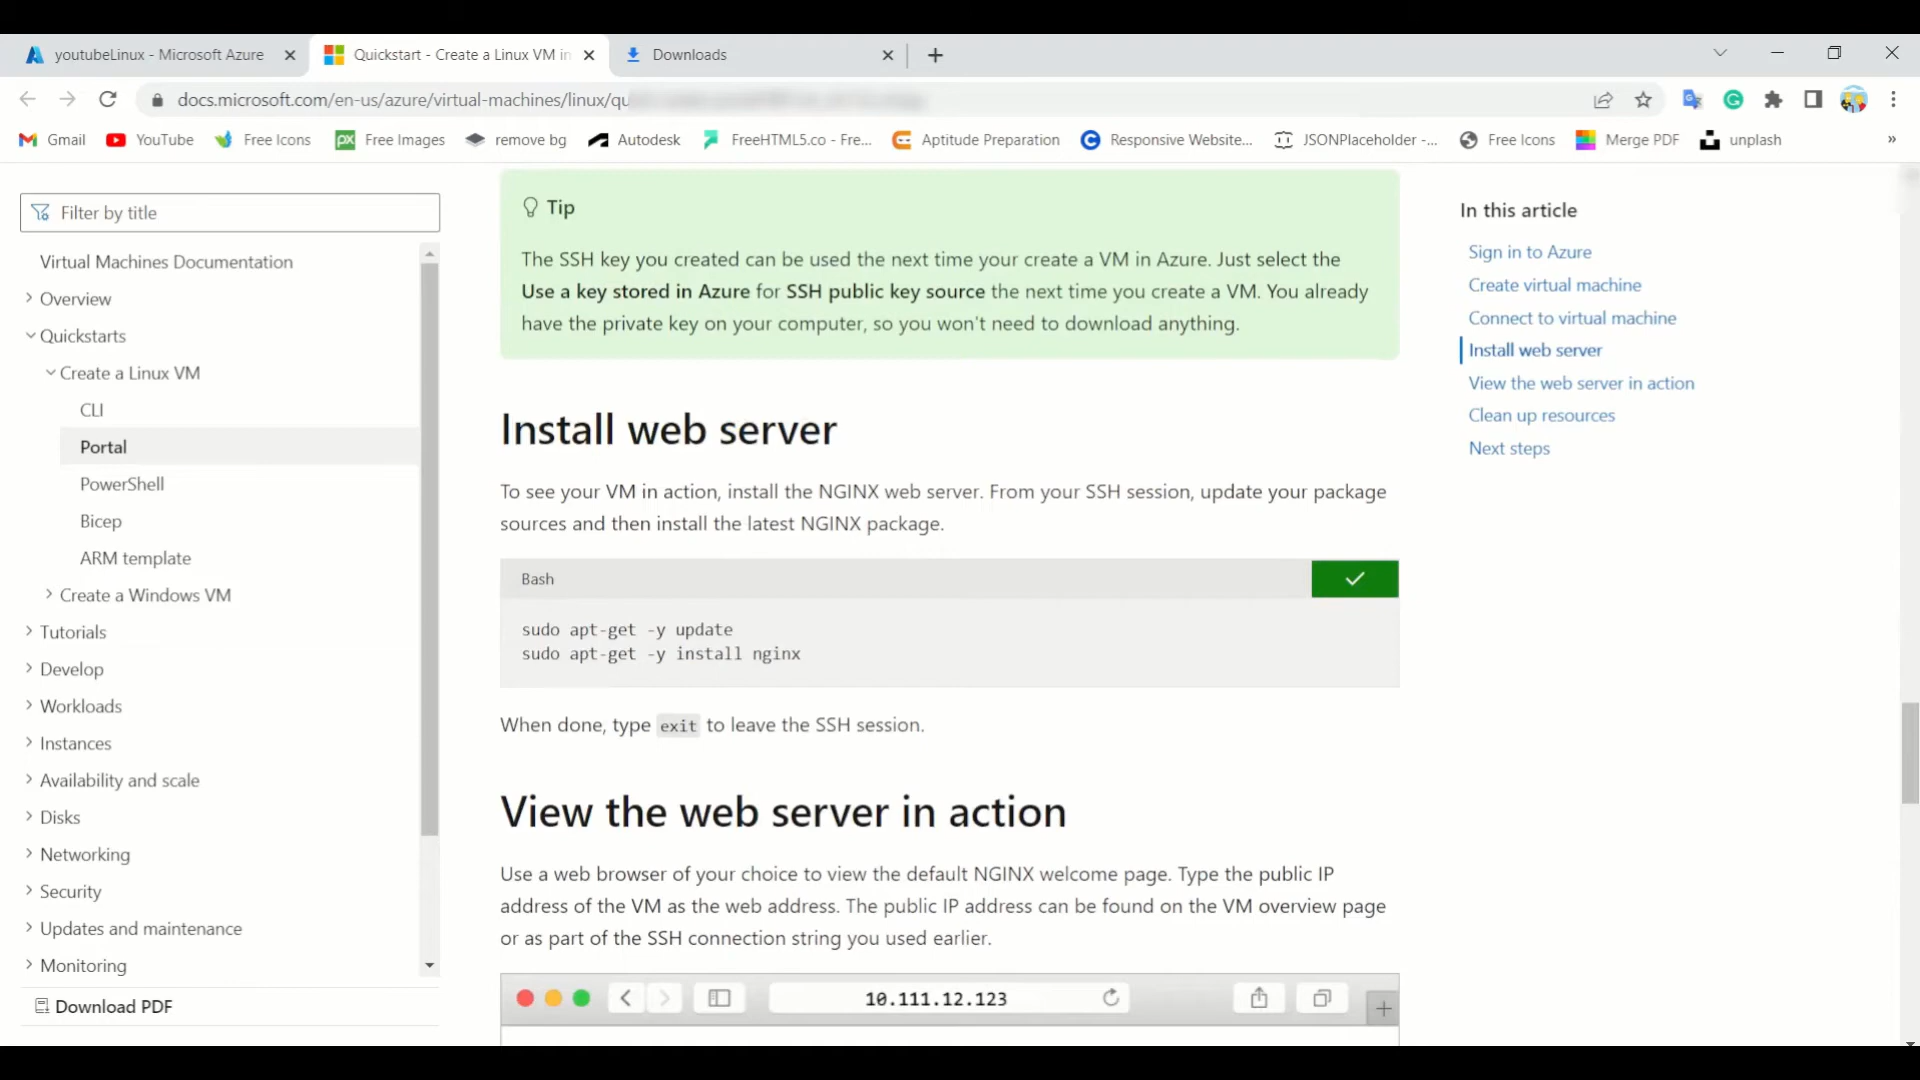 youtubeLinux - Microsoft Azure
Quickstart - Create a Linux VM in
Downloads
docs.microsoft.com/en-us/azure/virtual-machines/linux/qu
Gmail
YouTube
Free Icons
px
Free Images
remove bg
Autodesk
FreeHTML5.co - Fre...
Aptitude Preparation
Responsive Website...
JSONPlaceholder -...
Free Icons
Merge PDF
unplash
»
Filter by title
Virtual Machines Documentation
Overview
Quickstarts
Create a Linux VM
CLI
Portal
PowerShell
Bicep
ARM template
Create a Windows VM
Tutorials
Develop
Workloads
Instances
Availability and scale
Disks
Networking
Security
Updates and maintenance
Monitoring
Download PDF
Tip
The SSH key you created can be used the next time your create a VM in Azure. Just select the
Use a key stored in Azure for SSH public key source the next time you create a VM. You already
have the private key on your computer, so you won't need to download anything.
Install web server
To see your VM in action, install the NGINX web server. From your SSH session, update your package
sources and then install the latest NGINX package.
Bash
sudo apt-get -y update
sudo apt-get -y install nginx
When done, type exit to leave the SSH session.
View the web server in action
Use a web browser of your choice to view the default NGINX welcome page. Type the public IP
address of the VM as the web address. The public IP address can be found on the VM overview page
or as part of the SSH connection string you used earlier.
10.111.12.123
In this article
Sign in to Azure
Create virtual machine
Connect to virtual machine
Install web server
View the web server in action
Clean up resources
Next steps